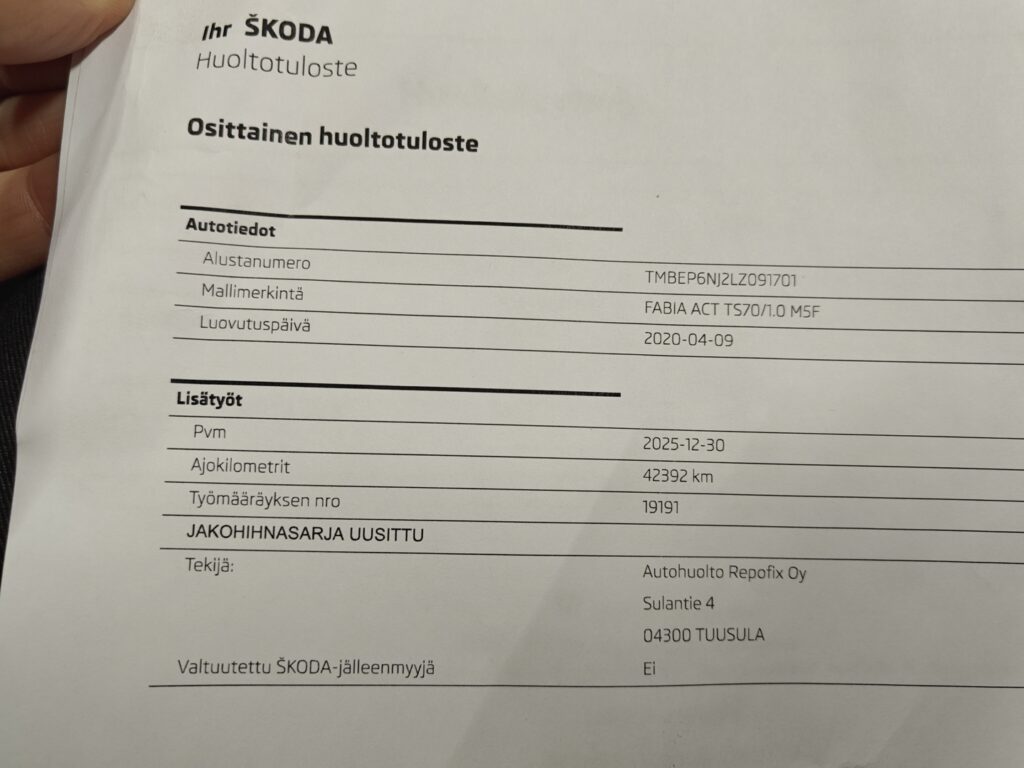 Ihr ŠKODA
Huoltotuloste
Osittainen huoltotuloste
Autotiedot
Alustanumero TMBEP6NJ2LZ091701
Mallimerkintä FABIA ACT TS70/1.0 M5F
Luovutuspäivä 2020-04-09
Lisätyöt
Pvm 2025-12-30
Ajokilometrit 42392 km
Työmääräyksen nro 19191
JAKOHIHNASARJA UUSITTU
Tekijä: Autohuolto Repofix Oy
Sulantie 4
04300 TUUSULA
Valtuutettu ŠKODA-jälleenmyyjä Ei